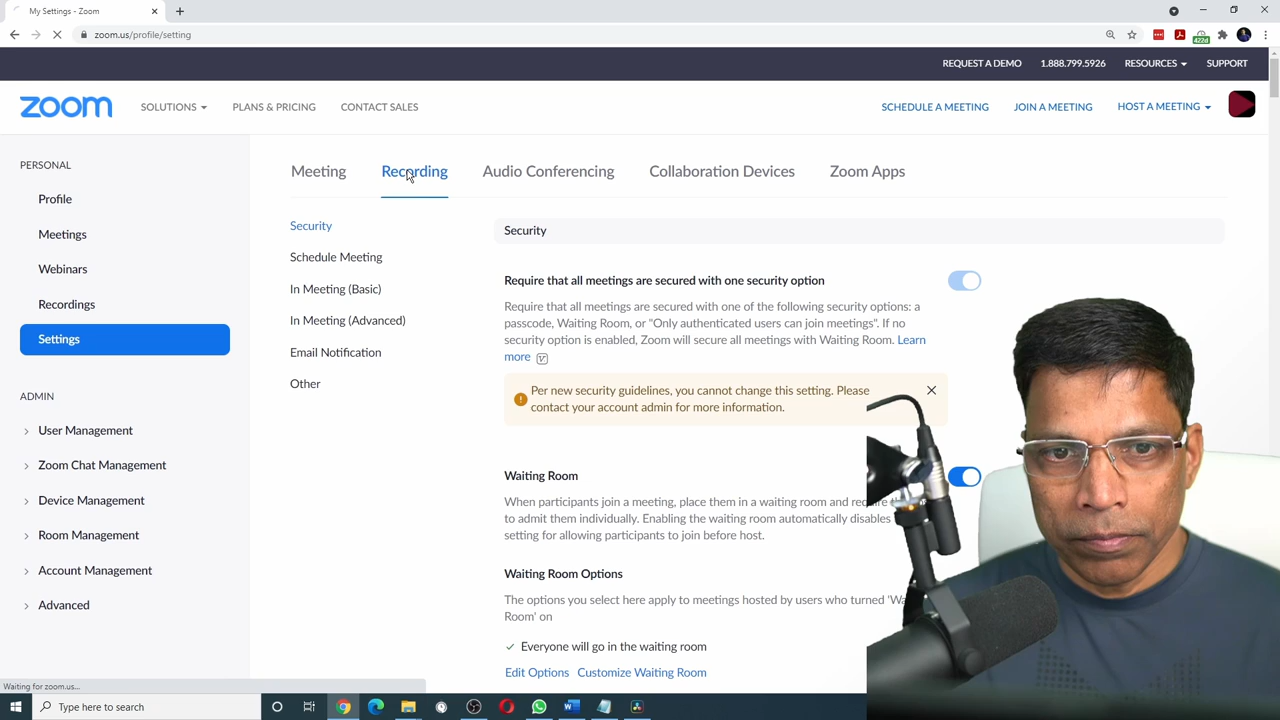 My Settings - Zoom
zoom.us/profile/setting
422d
REQUEST A DEMO
1.888.799.5926
RESOURCES
SUPPORT
zoom
SOLUTIONS
PLANS & PRICING
CONTACT SALES
SCHEDULE A MEETING
JOIN A MEETING
HOST A MEETING
PERSONAL
Profile
Meetings
Webinars
Recordings
Settings
ADMIN
User Management
Zoom Chat Management
Device Management
Room Management
Account Management
Advanced
Meeting
Recording
Audio Conferencing
Collaboration Devices
Zoom Apps
Security
Schedule Meeting
In Meeting (Basic)
In Meeting (Advanced)
Email Notification
Other
Security
Require that all meetings are secured with one security option
Require that all meetings are secured with one of the following security options: a
passcode, Waiting Room, or "Only authenticated users can join meetings". If no
security option is enabled, Zoom will secure all meetings with Waiting Room. Learn
more
Per new security guidelines, you cannot change this setting. Please
contact your account admin for more information.
Waiting Room
When participants join a meeting, place them in a waiting room and
to admit them individually. Enabling the waiting room automatically disables
setting for allowing participants to join before host.
Waiting Room Options
The options you select here apply to meetings hosted by users who turned
Room' on
Everyone will go in the waiting room
Edit Options Customize Waiting Room
Waiting for zoom.us...
Type here to search